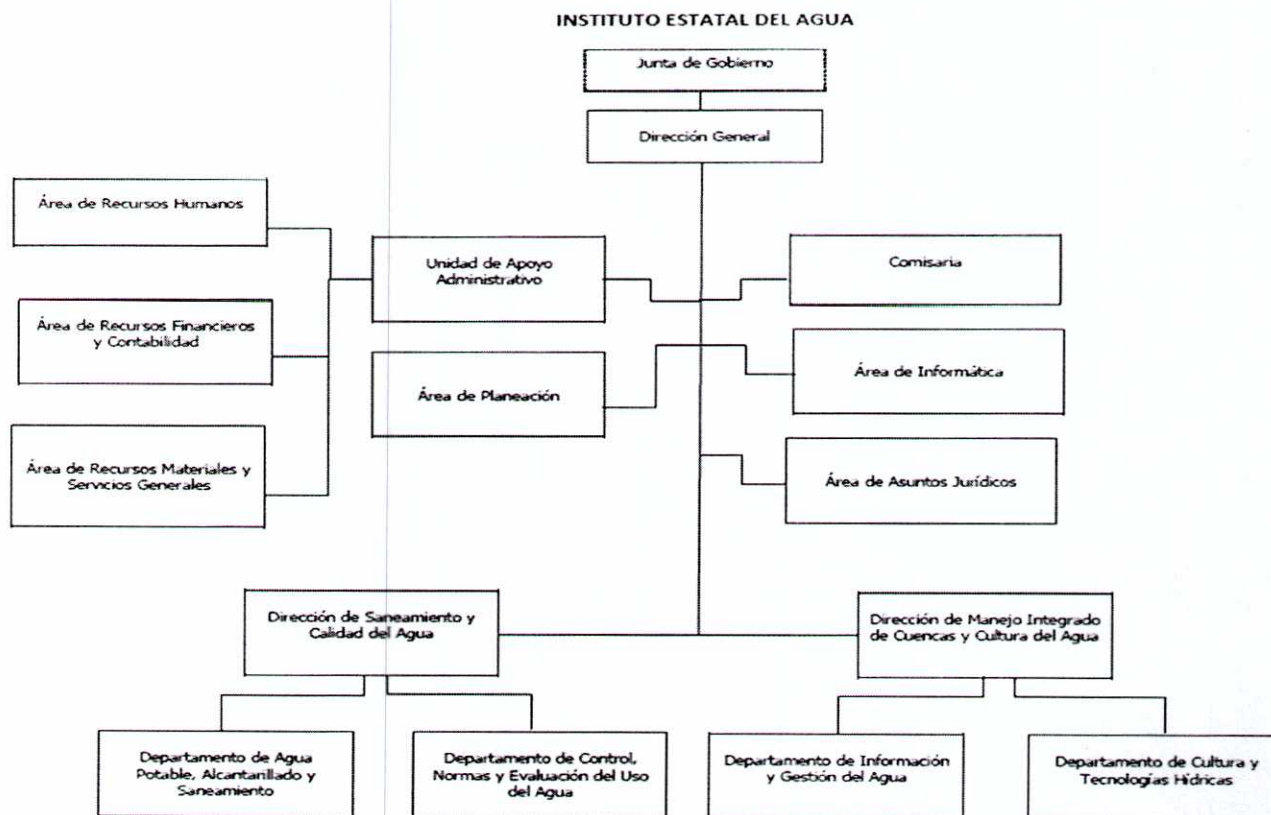 INSTITUTO ESTATAL DEL AGUA
Junta de Gobierno
Dirección General
Área de Recursos Humanos
Unidad de Apoyo
Administrativo
Comisaria
Área de Recursos Financieros
y Contabilidad
Área de Planeación
Área de Informática
Área de Recursos Materiales y
Servicios Generales
Área de Asuntos Jurídicos
Dirección de Saneamiento y
Calidad del Agua
Dirección de Manejo Integrado
de Cuencas y Cultura del Agua
Departamento de Agua
Potable, Alcantarillado y
Saneamiento
Departamento de Control,
Normas y Evaluación del Uso
del Agua
Departamento de Información
y Gestión del Agua
Departamento de Cultura y
Tecnologías Hídricas